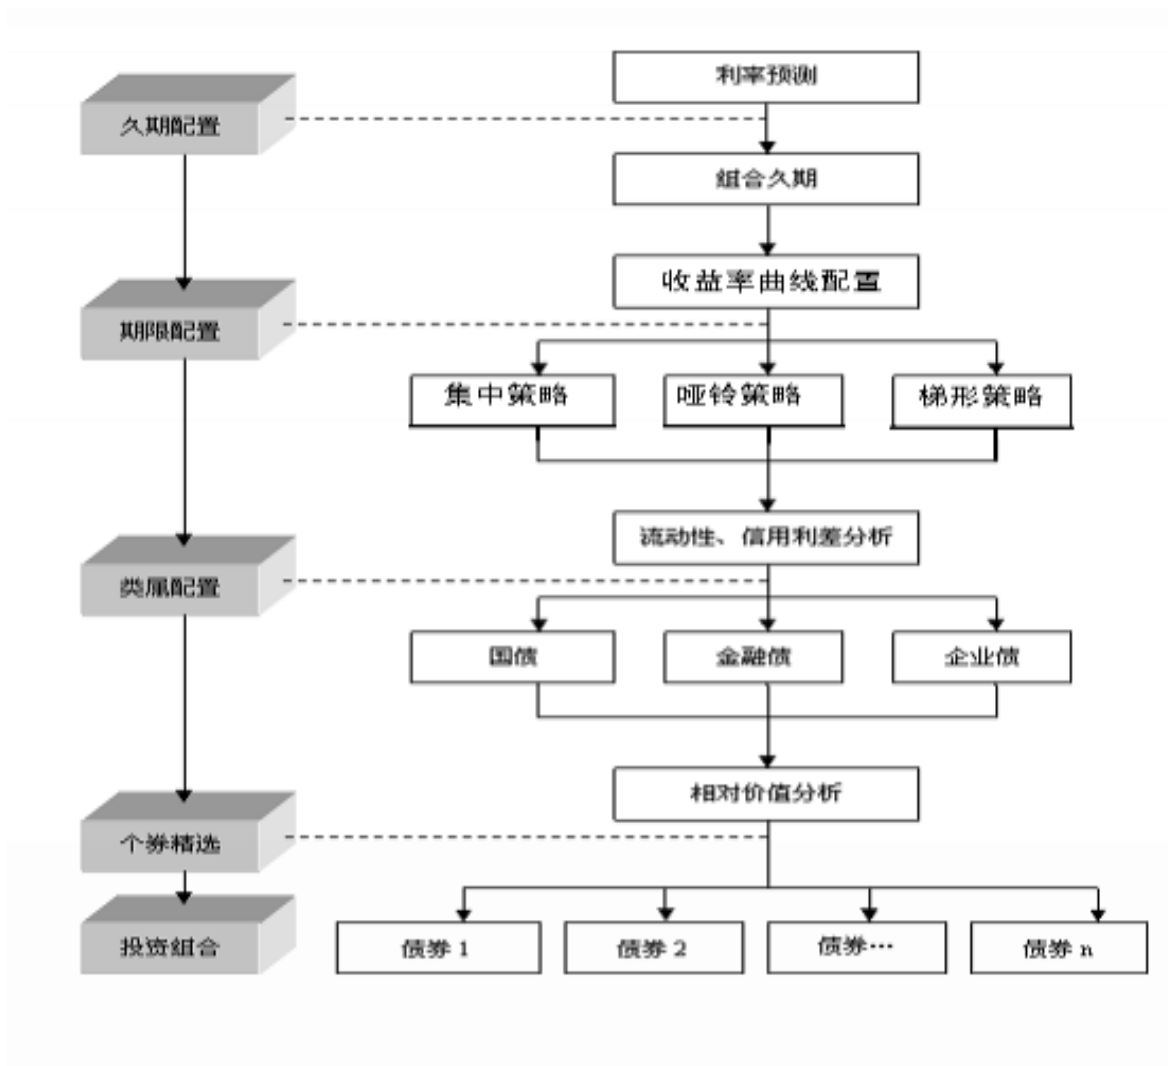 利率预测
久期配置
组合久期
收益率曲线配置
期限配置
集中策略
哑铃策略
梯形策略
流动性、信用利差分析
类属配置
国债
金融债
企业债
相对价值分析
个券精选
投资组合
债券 1
债券 2
债券…
债券 n